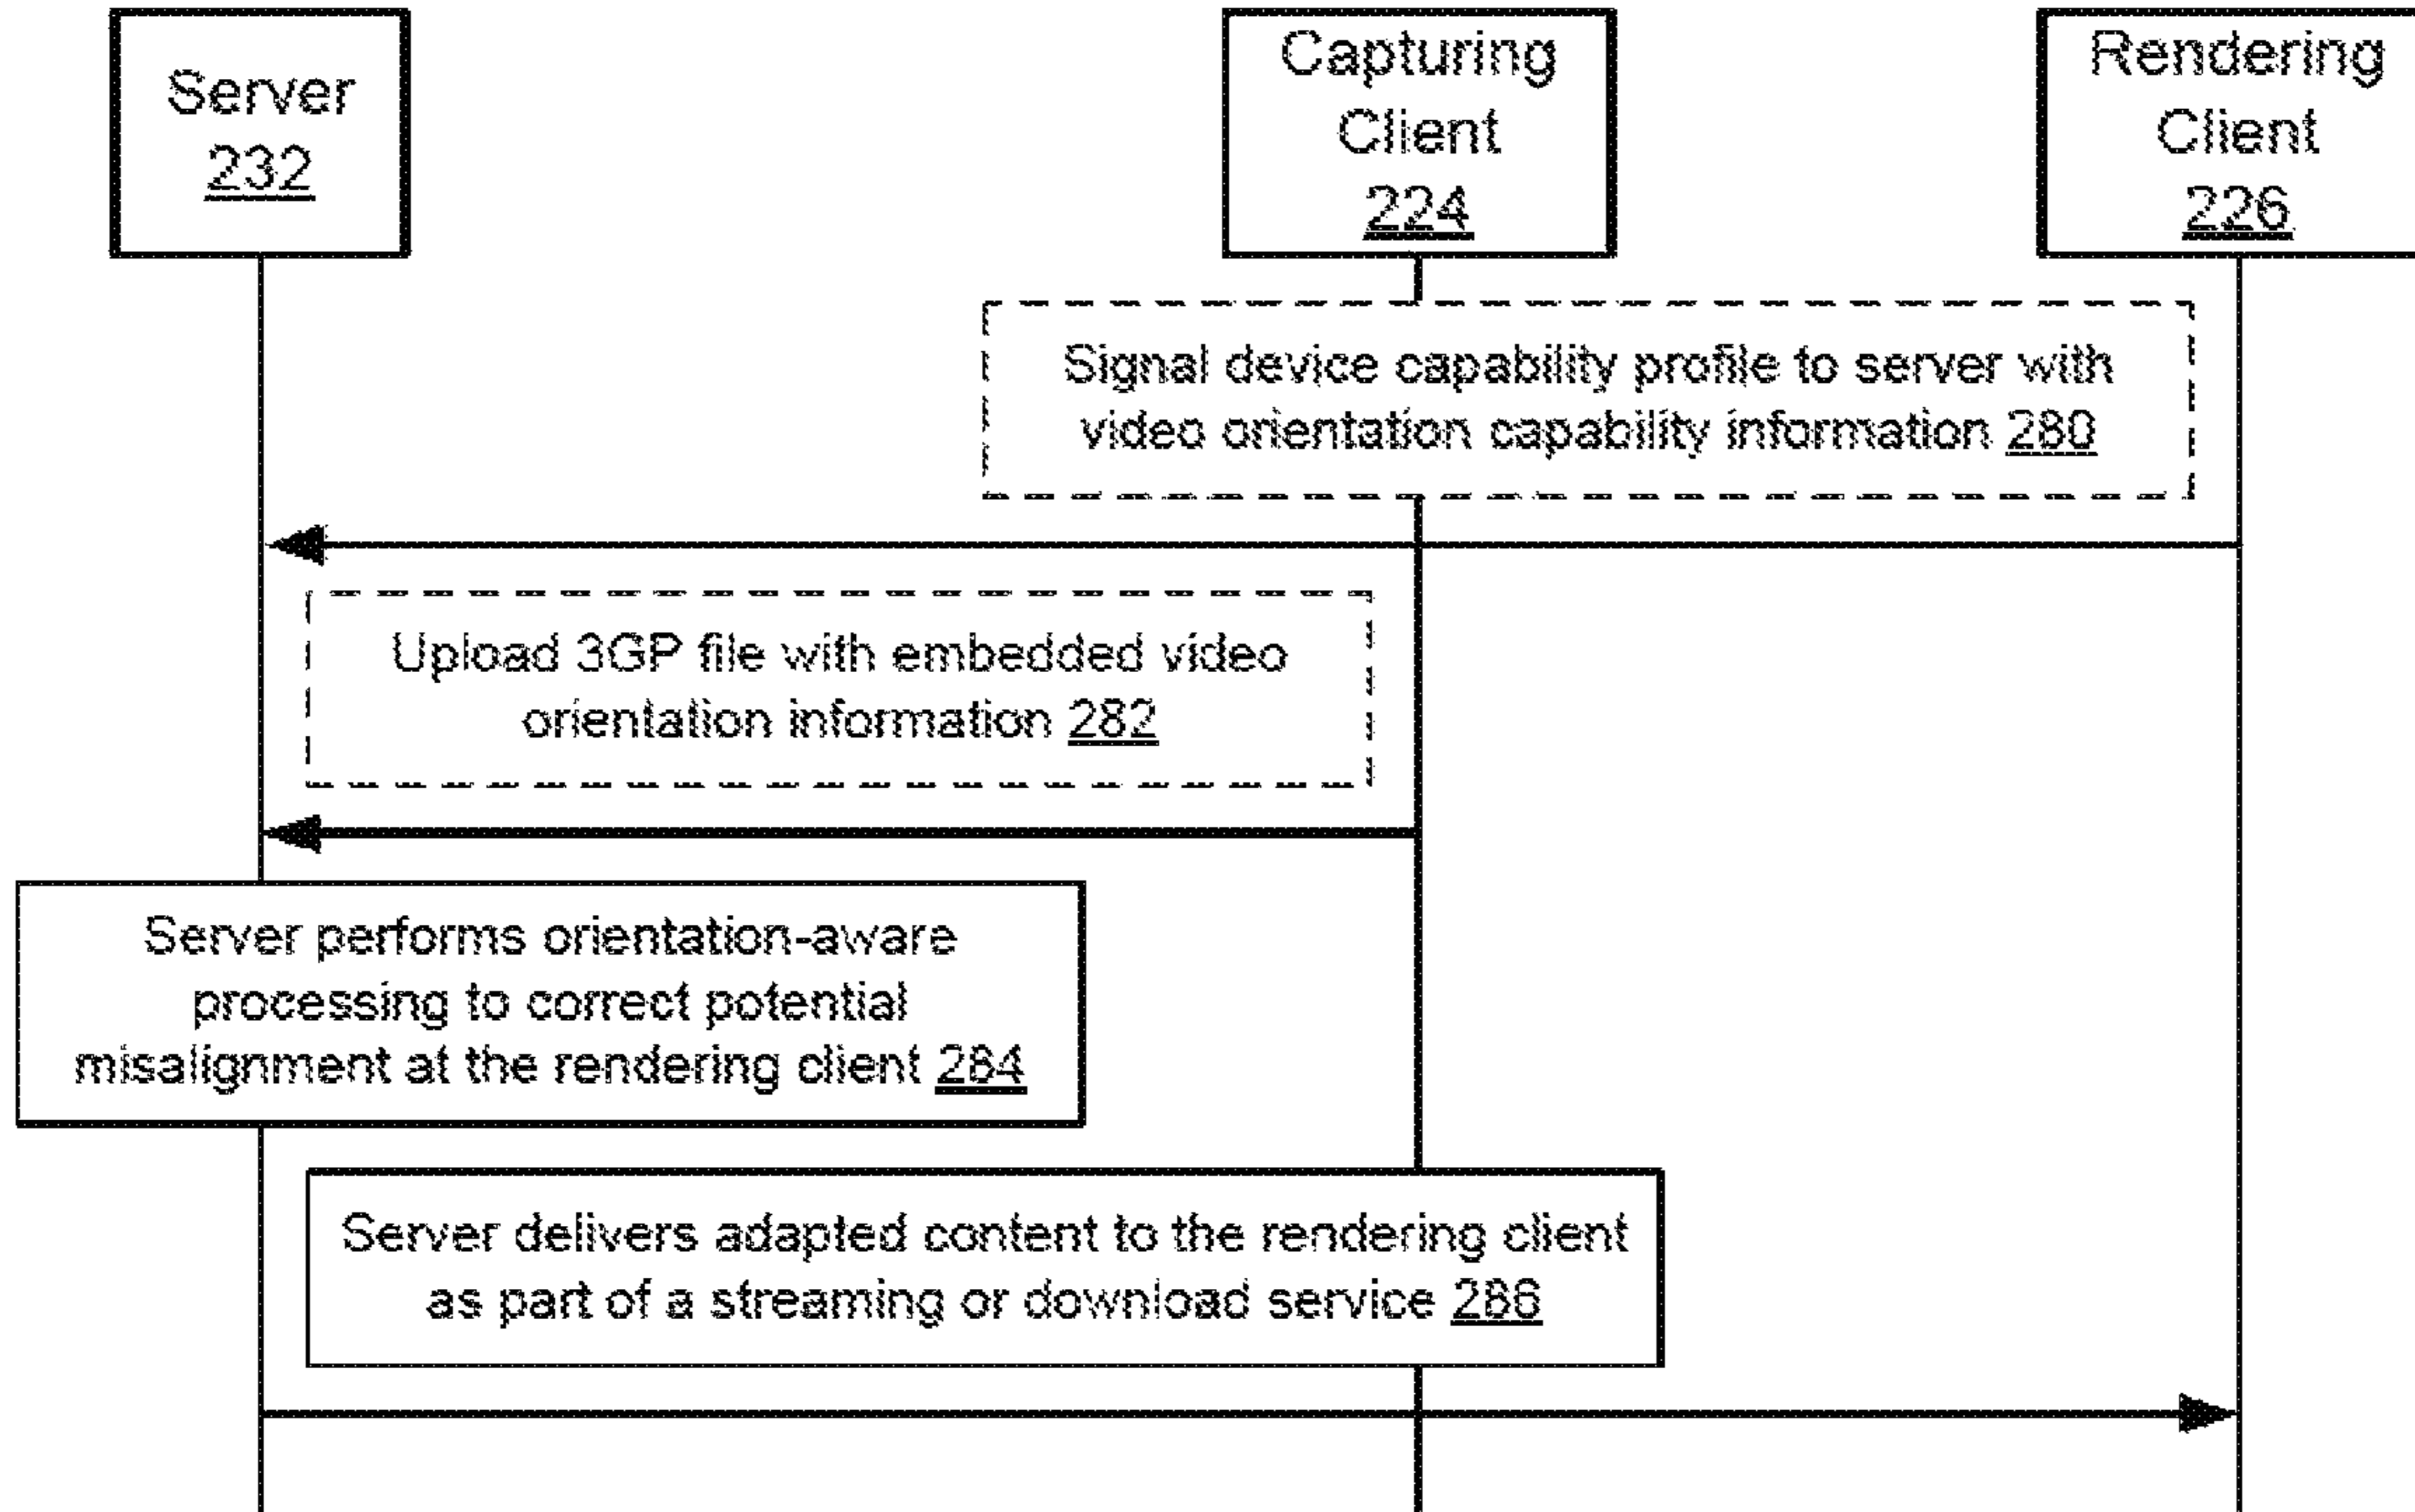 Server
232
Capturing
Client
224
Rendering
Client
226
Signal device capability profile to server with
video orientation capability information 280
Upload 3GP file with embedded video
orientation information 282
Server performs orientation-aware
processing to correct potential
misalignment at the rendering client 284
Server delivers adapted content to the rendering client
as part of a streaming or download service 286